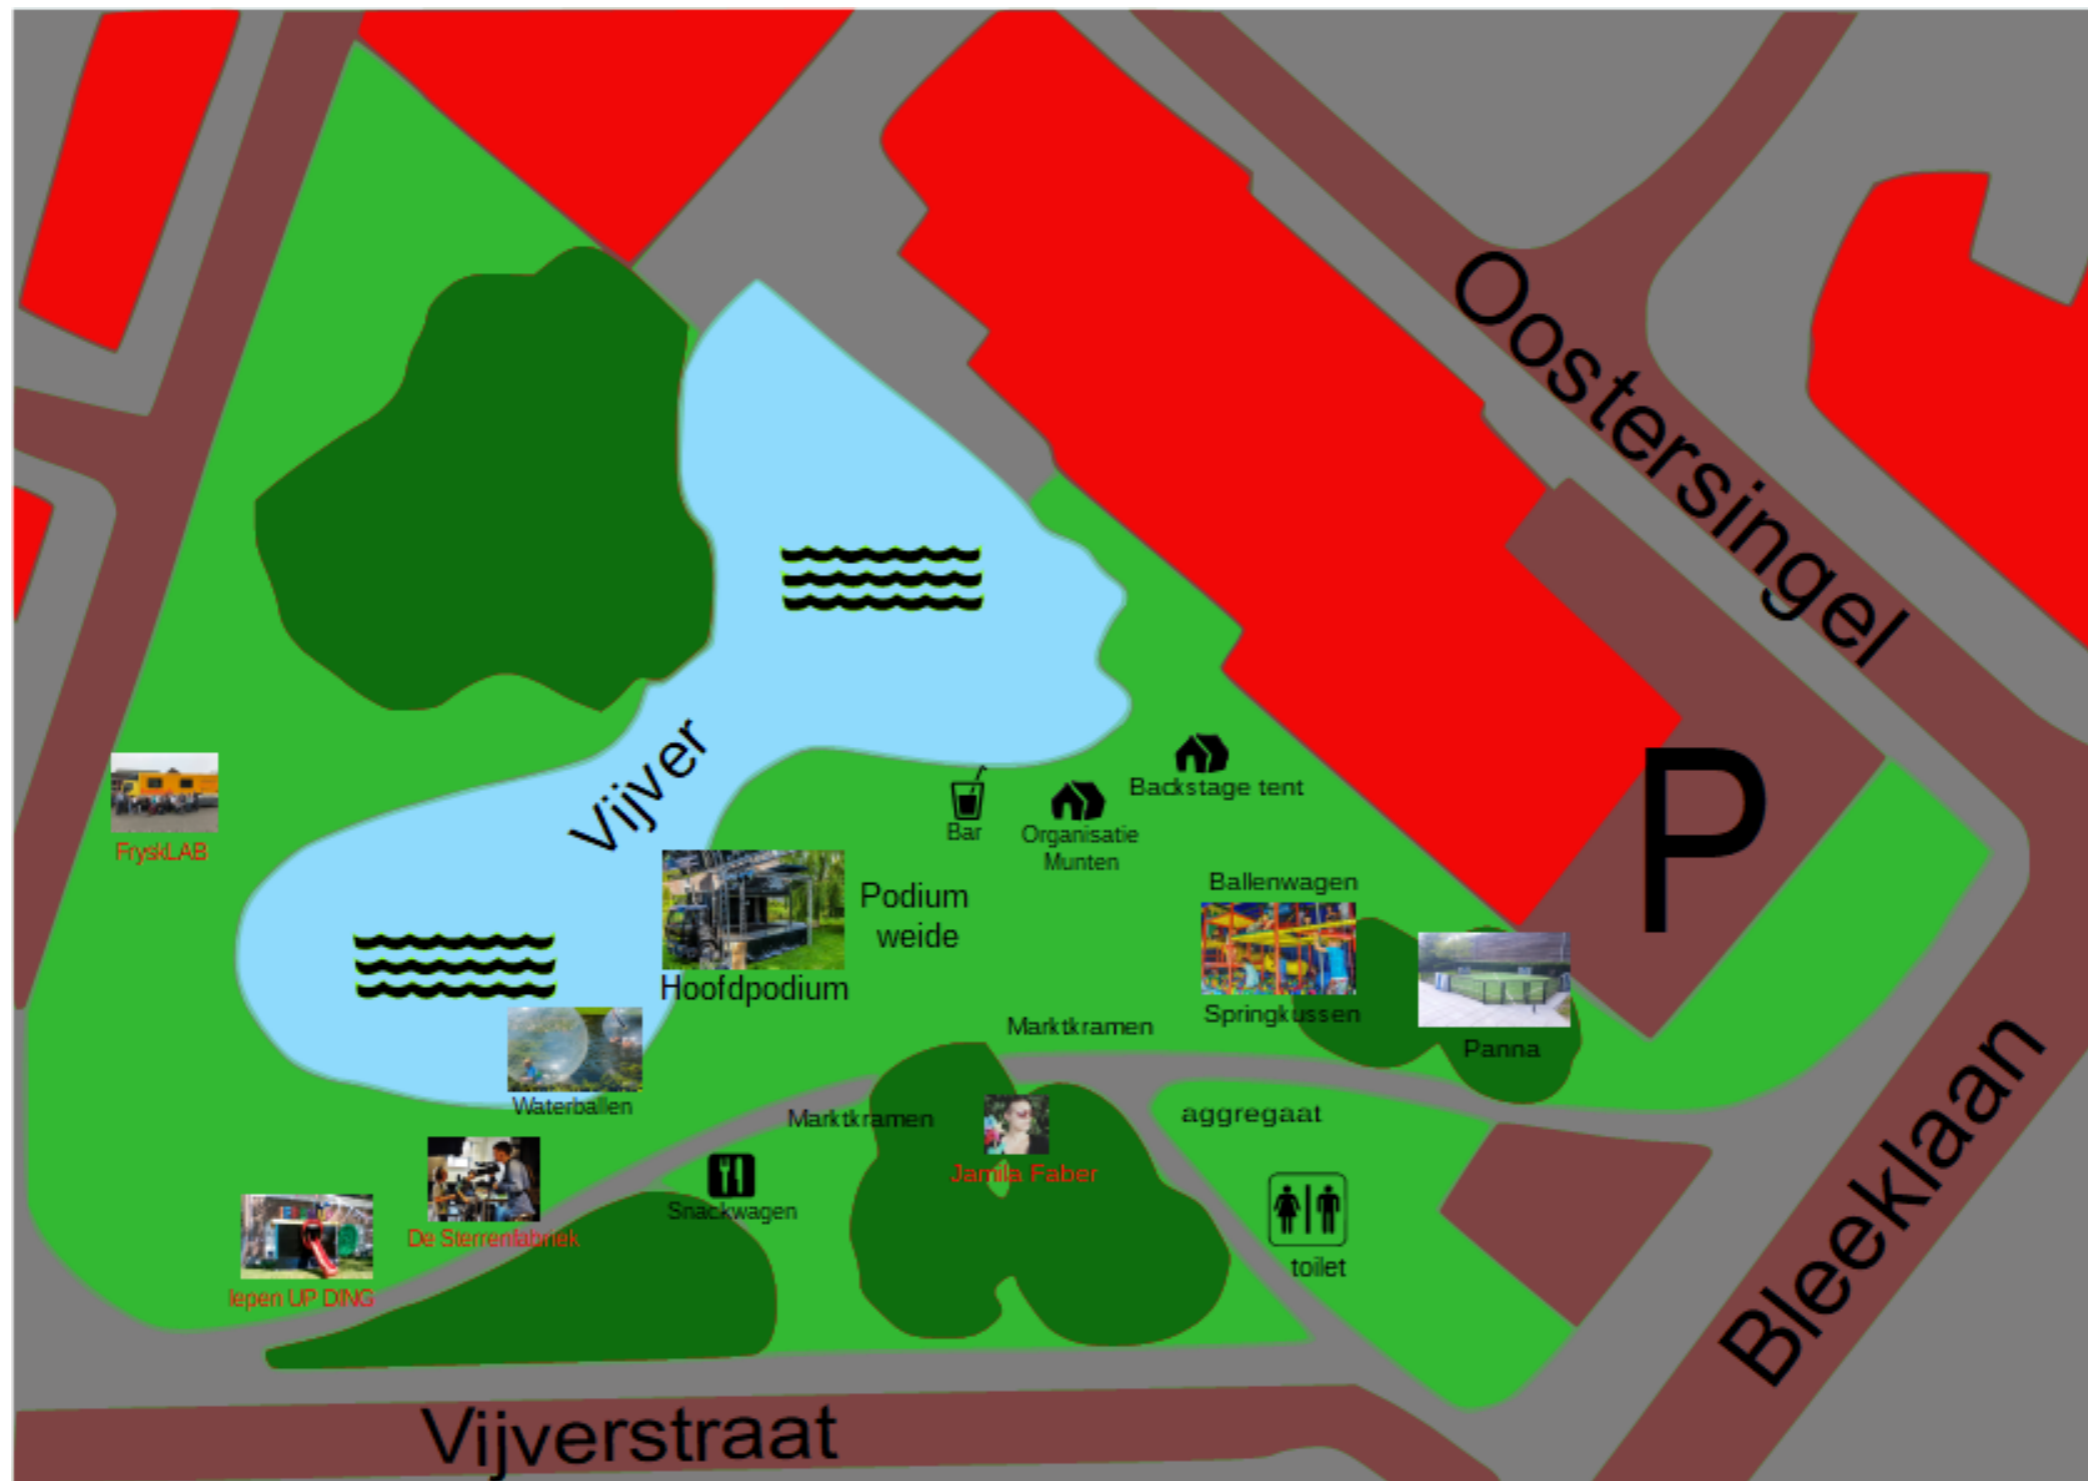 Oostersingel
Vijver
P
Backstage tent
Bar
Organisatie
Munten
FryskLAB
Ballenwagen
Podium
weide
Hoofdpodium
Springkussen
Marktkramen
Panna
Waterballen
Marktkramen
aggregaat
Jamila Faber
Snackwagen
De Sterrenfabriek
toilet
Iepen UP DING
Bleeklaan
Vijverstraat